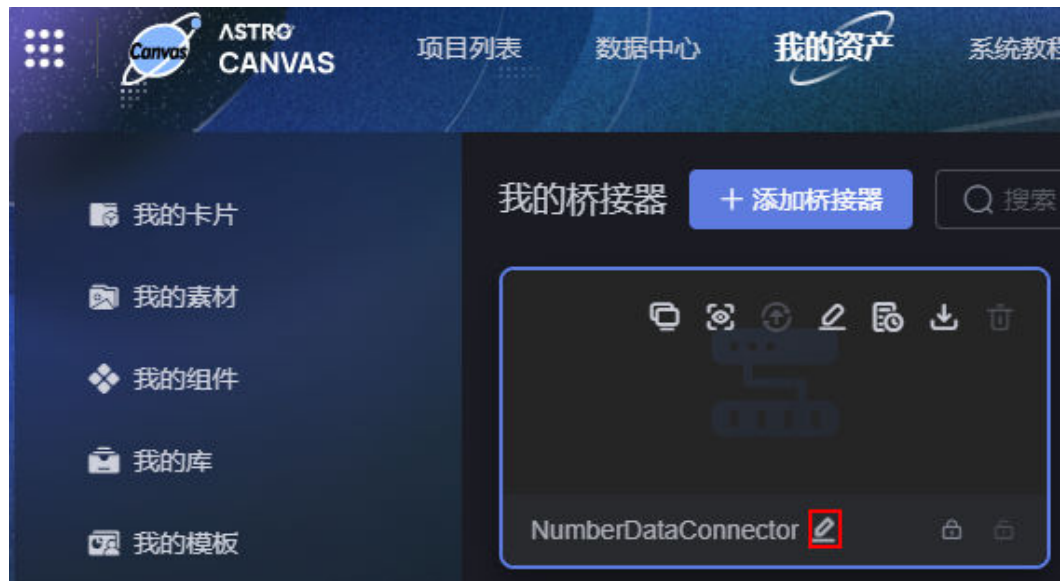 Canvas
ASTRO
CANVAS
项目列表
数据中心
我的资产
系统教程
我的卡片
我的素材
我的组件
我的库
我的模板
我的桥接器
+ 添加桥接器
搜索
NumberDataConnector